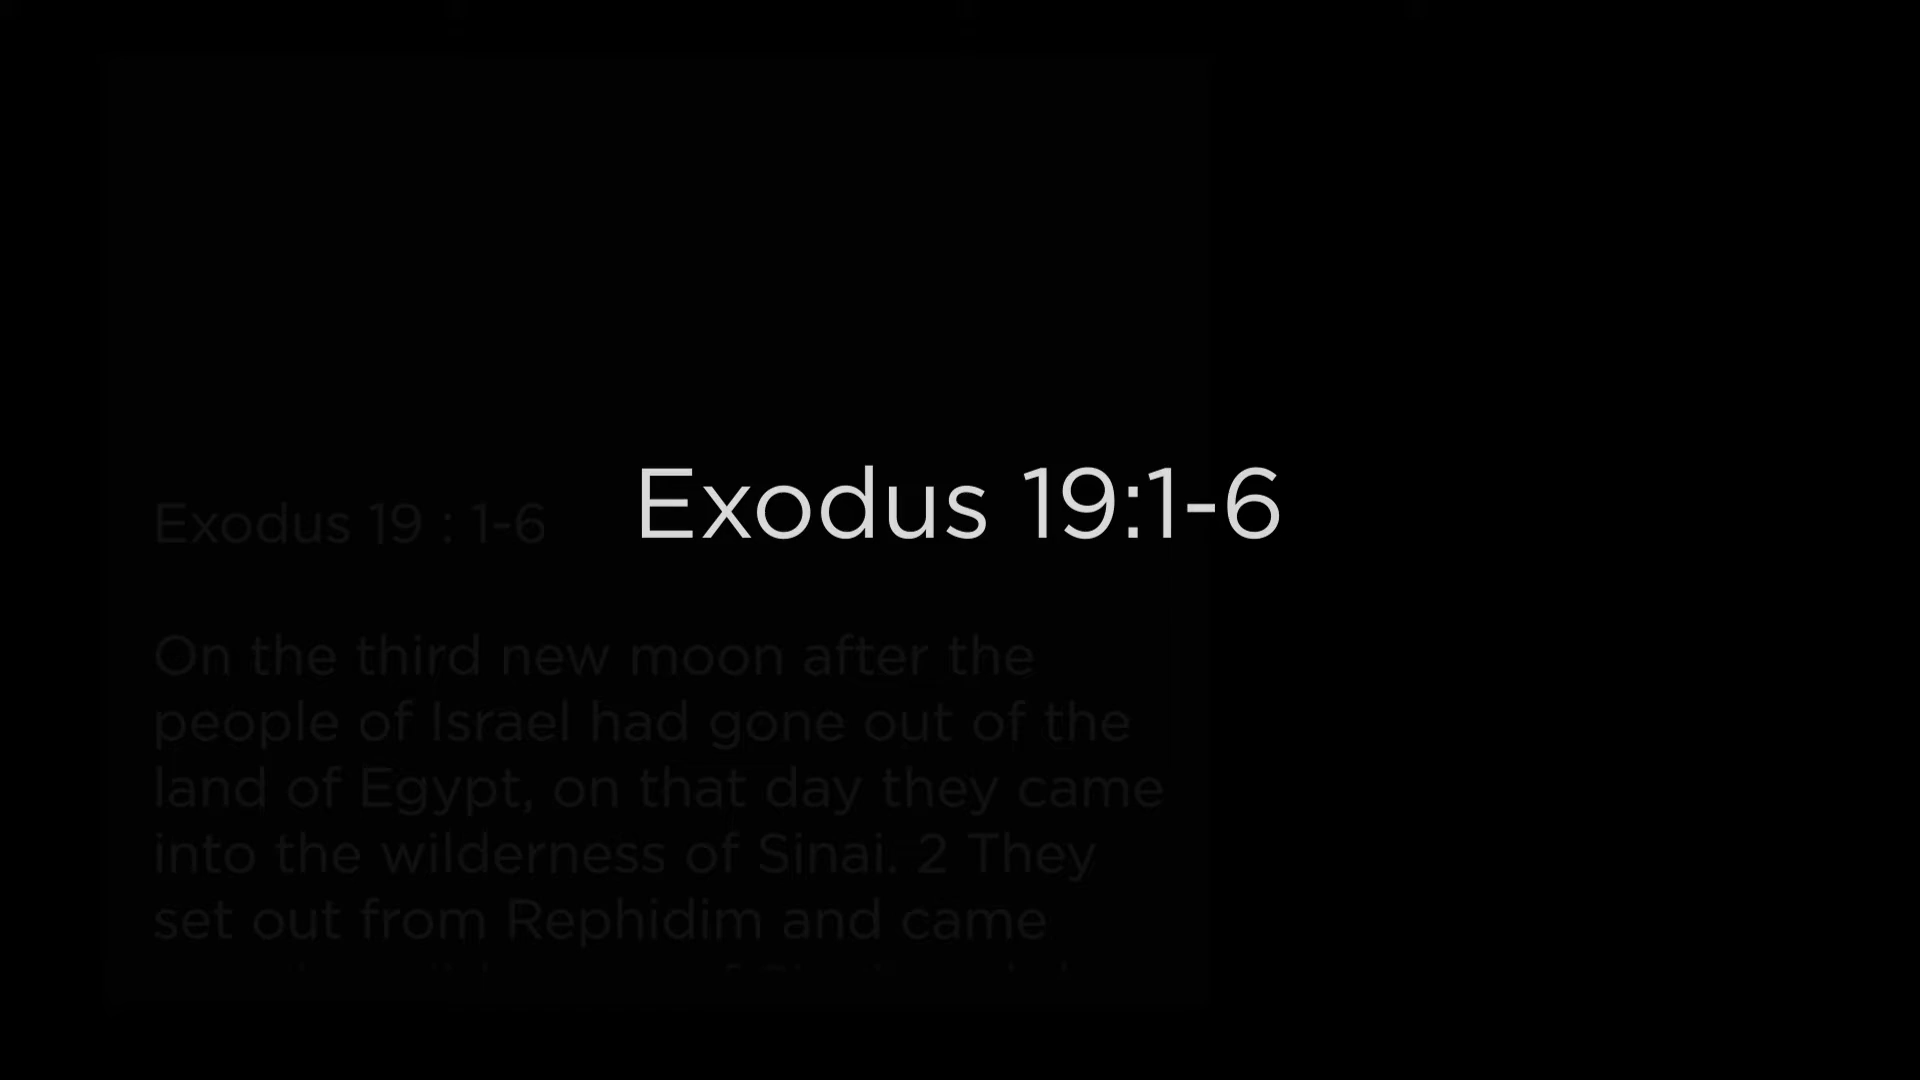 Exodus 19:1-6
Exodus 19 : 1-6
On the third new moon after the
people of Israel had gone out of the
land of Egypt, on that day they came
into the wilderness of Sinai. 2 They
set out from Rephidim and came